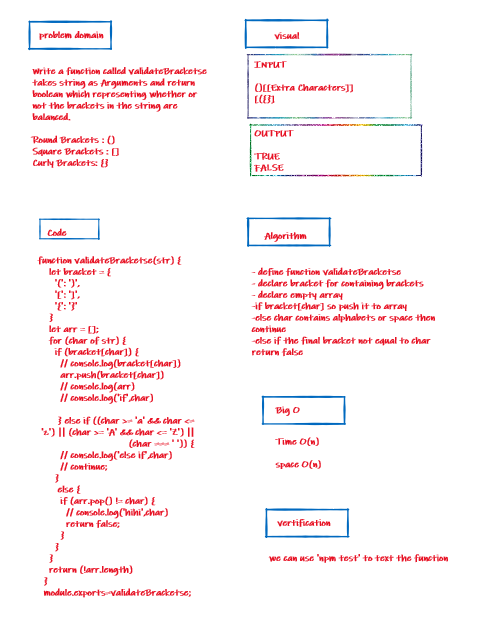 problem domain
write a function called validateBracketse
takes string as Arguments and return
boolean which representing whether or
not the brackets in the string are
balanced.
Round Brackets : ()
Square Brackets : []
Curly Brackets: {}
visual
INPUT
()[[Extra Characters]]
[({}]
OUTPUT
TRUE
FALSE
Code
function validateBracketse(str) {
let bracket = {
'(': ')',
'[': ']',
'{': '}'
}
let arr = [];
for (char of str) {
if (bracket[char]) {
// console.log(bracket[char])
arr.push(bracket[char])
// console.log(arr)
// console.log('if',char)
} else if ((char >= 'a' && char <=
'z') || (char >= 'A' && char <= 'Z') ||
(char === ' ')) {
// console.log('else if',char)
// continue;
}
else {
if (arr.pop() != char) {
// console.log('hihi',char)
return false;
}
}
}
return (!arr.length)
}
module.exports=validateBracketse;
Algorithm
- define function validateBracketse
- declare bracket for containing brackets
- declare empty array
-if bracket[char] so push it to array
-else char contains alphabets or space then
continue
-else if the final bracket not equal to char
return false
Big O
Time O(n)
space O(n)
vertification
we can use 'npm test' to text the function